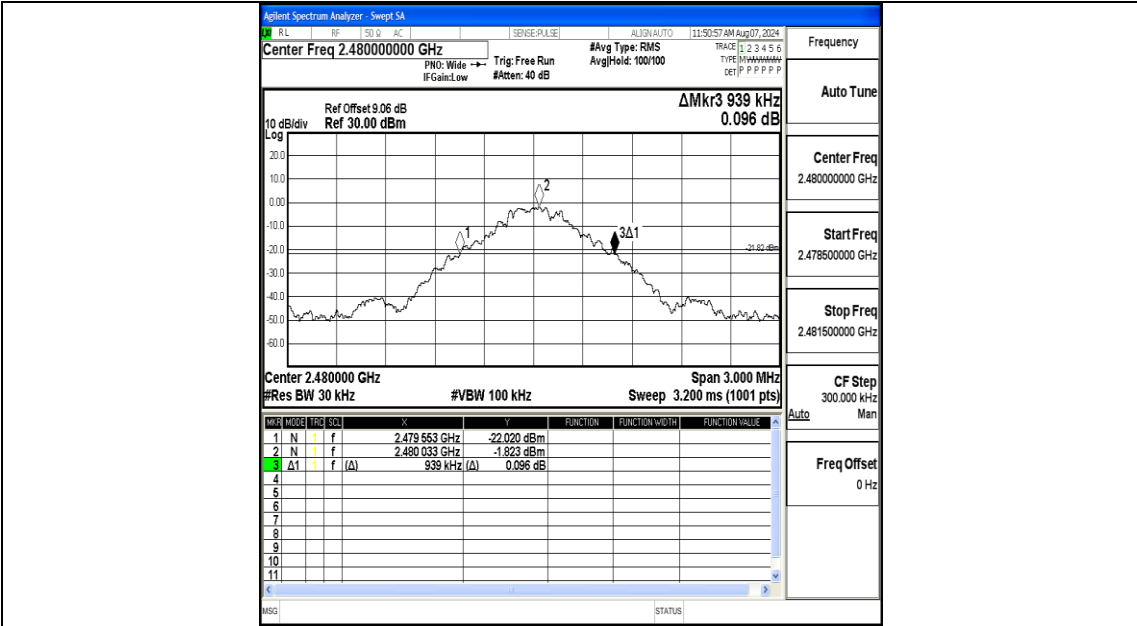 Agilent Spectrum Analyzer - Swept SA
RL RF 50 Ω AC SENSE:PULSE ALIGN AUTO 11:50:57 AM Aug 07, 2024
Center Freq 2.480000000 GHz
PNO: Wide
IFGain:Low
Trig: Free Run
#Atten: 40 dB
#Avg Type: RMS
Avg|Hold: 100/100
TRACE 1 2 3 4 5 6
TYPE
DET P P P P P P
Frequency
Auto Tune
Center Freq
2.480000000 GHz
Start Freq
2.478500000 GHz
Stop Freq
2.481500000 GHz
CF Step
300.000 kHz
Auto Man
Freq Offset
0 Hz
ΔMkr3 939 kHz
0.096 dB
Ref Offset 9.06 dB
10 dB/div Ref 30.00 dBm
Log
20.0
10.0
0.00
-10.0
-20.0
-30.0
-40.0
-50.0
-60.0
1
2
3Δ1
-21.82 dBm
Center 2.480000 GHz Span 3.000 MHz
#Res BW 30 kHz #VBW 100 kHz Sweep 3.200 ms (1001 pts)
MKR MODE TRC SCL X Y FUNCTION FUNCTION WIDTH FUNCTION VALUE
1 N 1 f 2.479 553 GHz -22.020 dBm
2 N 1 f 2.480 033 GHz -1.823 dBm
3 Δ1 1 f (Δ) 939 kHz (Δ) 0.096 dB
4
5
6
7
8
9
10
11
MSG STATUS